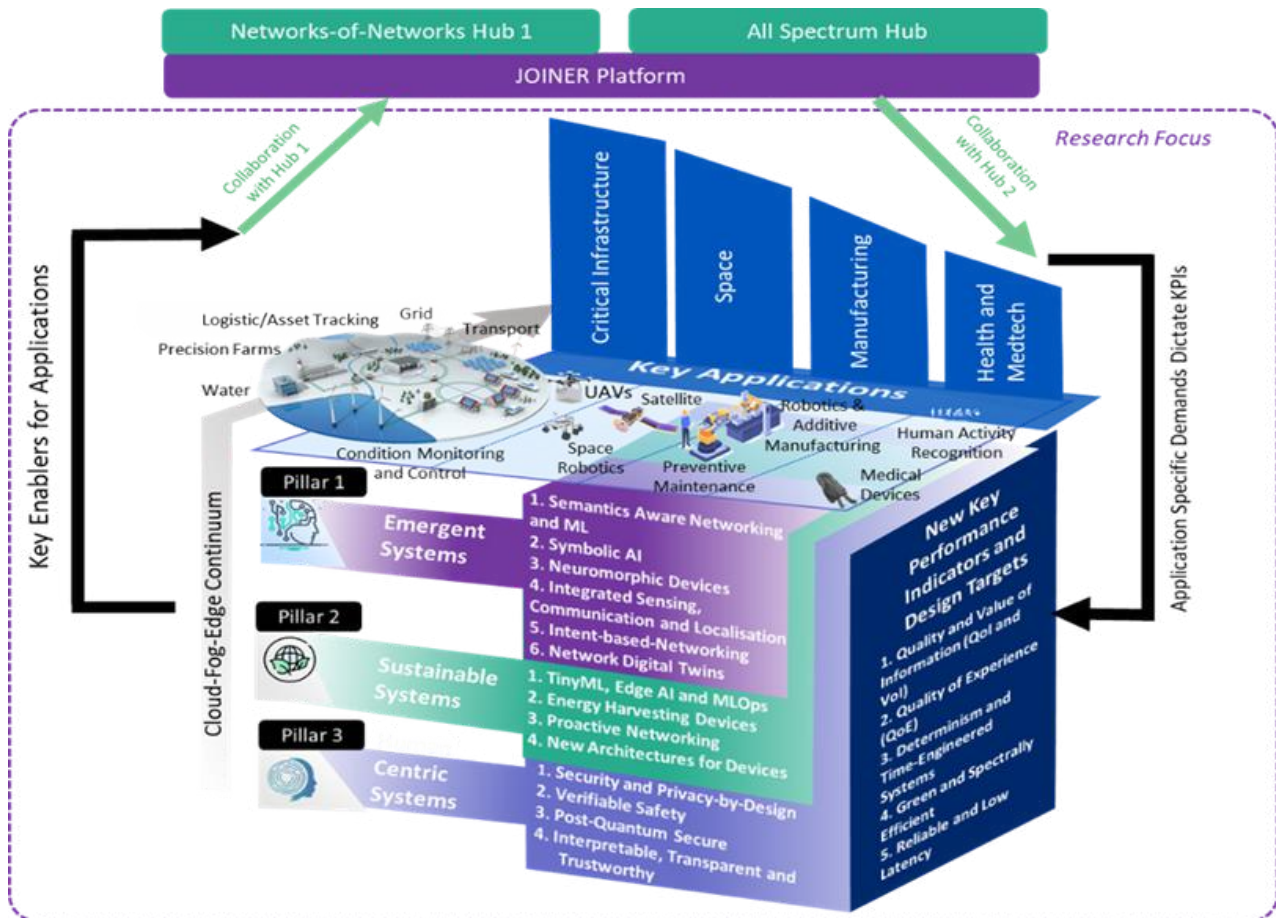 Networks-of-Networks Hub 1
All Spectrum Hub
JOINER Platform
Research Focus
Collaboration
with Hub 1
Collaboration
with Hub 2
Key Enablers for Applications
Application Specific Demands Dictate KPIs
Critical Infrastructure
Space
Manufacturing
Health and
Medtech
Key Applications
Logistic/Asset Tracking
Grid
Transport
Precision Farms
Water
Condition Monitoring
and Control
UAVs
Satellite
Space
Robotics
Preventive
Maintenance
Robotics &
Additive
Manufacturing
Human Activity
Recognition
Medical
Devices
Cloud-Fog-Edge Continuum
Pillar 1
Emergent
Systems
1. Semantics Aware Networking
and ML
2. Symbolic AI
3. Neuromorphic Devices
4. Integrated Sensing,
Communication and Localisation
5. Intent-based-Networking
6. Network Digital Twins
Pillar 2
Sustainable
Systems
1. TinyML, Edge AI and MLOps
2. Energy Harvesting Devices
3. Proactive Networking
4. New Architectures for Devices
Pillar 3
Centric
Systems
1. Security and Privacy-by-Design
2. Verifiable Safety
3. Post-Quantum Secure
4. Interpretable, Transparent and
Trustworthy
New Key
Performance
Indicators and
Design Targets
1. Quality and Value of
Information (QoI and
VoI)
2. Quality of Experience
(QoE)
3. Determinism and
Time-Engineered
Systems
4. Green and Spectrally
Efficient
5. Reliable and Low
Latency